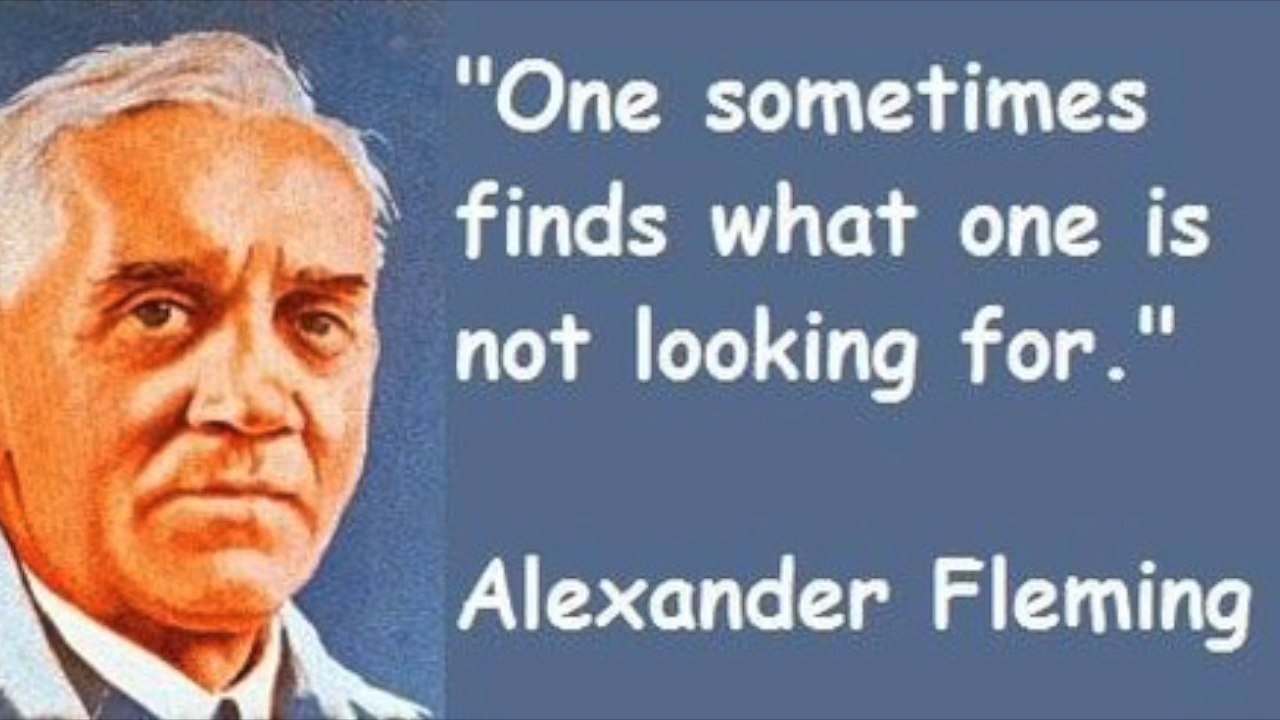 "One sometimes
finds what one is
not looking for."
Alexander Fleming